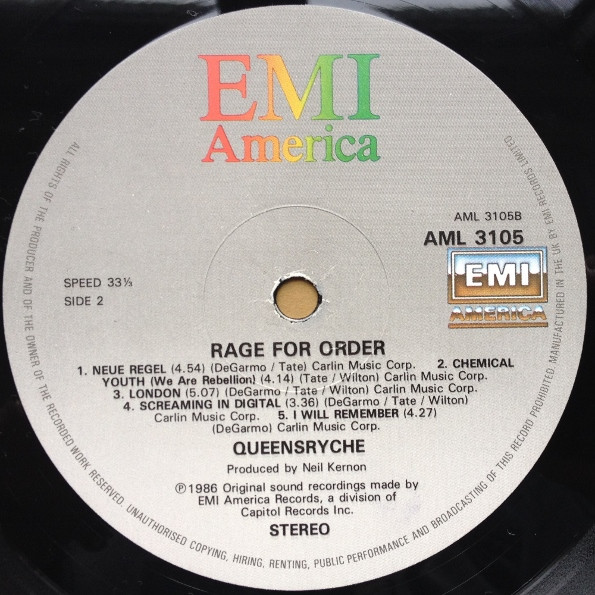 EMI
America
AML 3105B
AML 3105
EMI
AMERICA
SPEED 33⅓
SIDE 2
RAGE FOR ORDER
1. NEUE REGEL (4.54) (DeGarmo / Tate) Carlin Music Corp. 2. CHEMICAL
YOUTH (We Are Rebellion) (4.14) (Tate / Wilton) Carlin Music Corp.
3. LONDON (5.07) (DeGarmo / Tate / Wilton) Carlin Music Corp.
4. SCREAMING IN DIGITAL (3.36) (DeGarmo / Tate / Wilton)
Carlin Music Corp. 5. I WILL REMEMBER (4.27)
(DeGarmo) Carlin Music Corp.
QUEENSRYCHE
Produced by Neil Kernon
℗ 1986 Original sound recordings made by
EMI America Records, a division of
Capitol Records Inc.
STEREO
ALL RIGHTS OF THE PRODUCER AND OF THE OWNER OF THE RECORDED WORK RESERVED. UNAUTHORISED COPYING, HIRING, RENTING, PUBLIC PERFORMANCE AND BROADCASTING OF THIS RECORD PROHIBITED. MANUFACTURED IN THE UK BY EMI RECORDS LIMITED